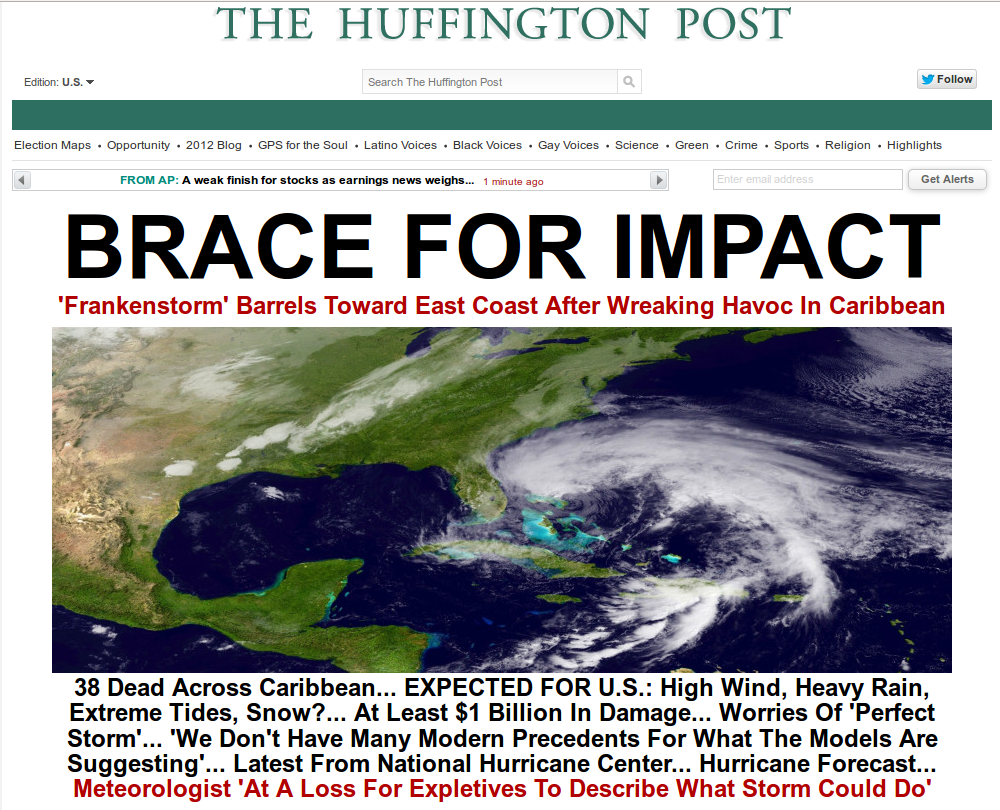 THE HUFFINGTON POST
Edition: U.S.
Search The Huffington Post
Follow
Election Maps • Opportunity • 2012 Blog • GPS for the Soul • Latino Voices • Black Voices • Gay Voices • Science • Green • Crime • Sports • Religion • Highlights
FROM AP: A weak finish for stocks as earnings news weighs... 1 minute ago
Enter email address
Get Alerts
BRACE FOR IMPACT
'Frankenstorm' Barrels Toward East Coast After Wreaking Havoc In Caribbean
38 Dead Across Caribbean... EXPECTED FOR U.S.: High Wind, Heavy Rain,
Extreme Tides, Snow?... At Least $1 Billion In Damage... Worries Of 'Perfect
Storm'... 'We Don't Have Many Modern Precedents For What The Models Are
Suggesting'... Latest From National Hurricane Center... Hurricane Forecast...
Meteorologist 'At A Loss For Expletives To Describe What Storm Could Do'